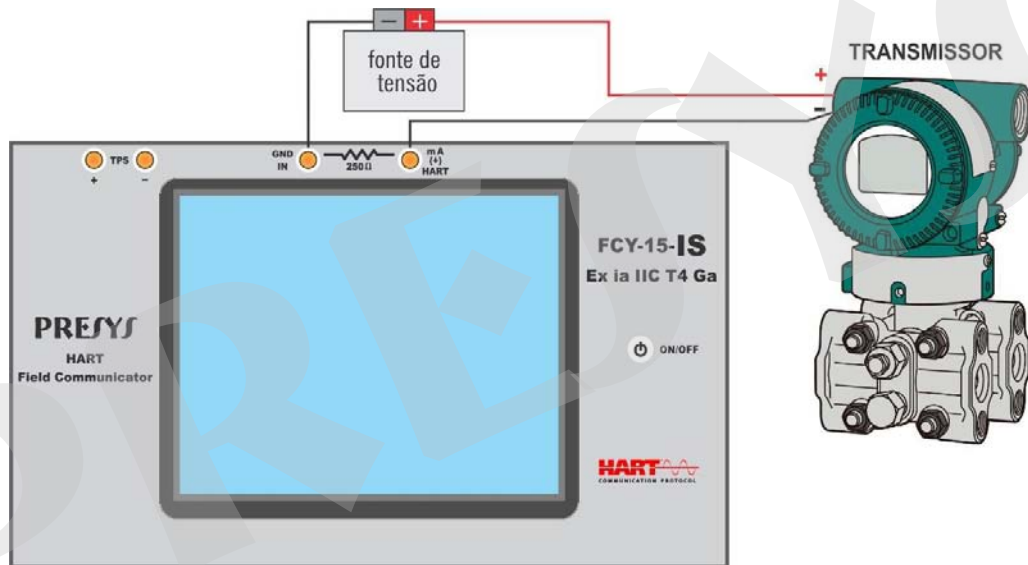 − +
fonte de
tensão
TRANSMISSOR
+
−
TPS
+ −
GND
IN
250Ω
mA
(+)
HART
FCY-15-IS
Ex ia IIC T4 Ga
PRESYS
HART
Field Communicator
ON/OFF
HART
COMMUNICATION PROTOCOL
PRESYS